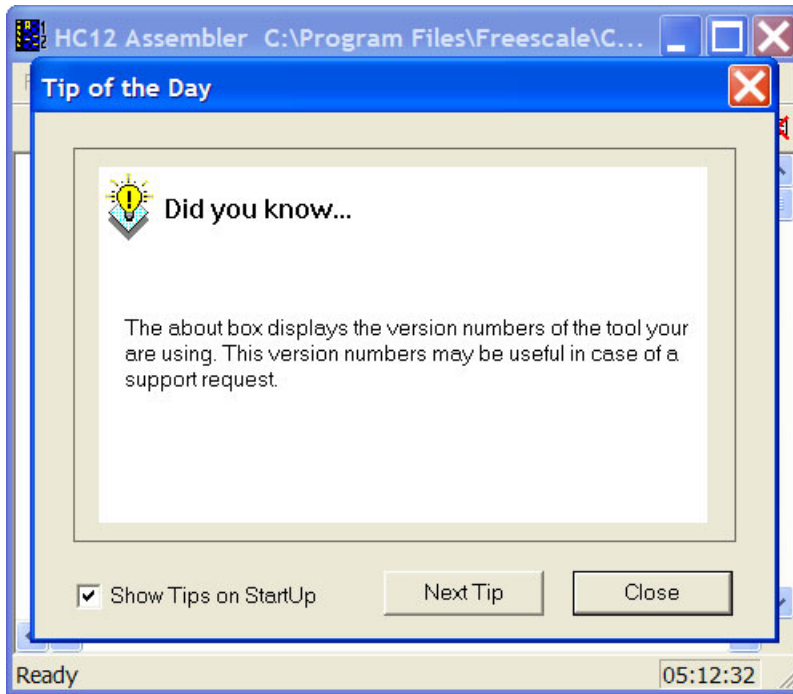 HC12 Assembler C:\Program Files\Freescale\C...
Tip of the Day
Did you know...
The about box displays the version numbers of the tool your
are using. This version numbers may be useful in case of a
support request.
Show Tips on StartUp
Next Tip
Close
Ready
05:12:32